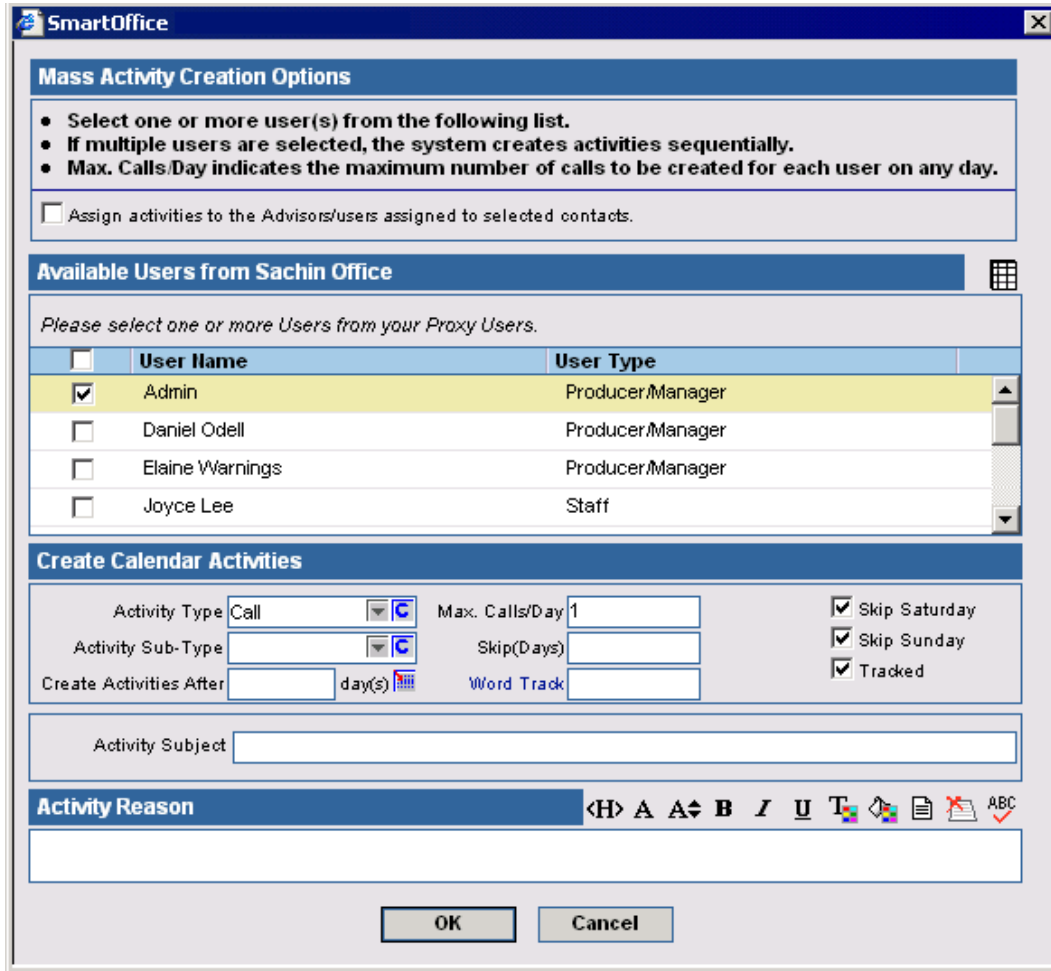 SmartOffice
Mass Activity Creation Options
• Select one or more user(s) from the following list.
• If multiple users are selected, the system creates activities sequentially.
• Max. Calls/Day indicates the maximum number of calls to be created for each user on any day.
Assign activities to the Advisors/users assigned to selected contacts.
Available Users from Sachin Office
Please select one or more Users from your Proxy Users.
User Name User Type
Admin Producer/Manager
Daniel Odell Producer/Manager
Elaine Warnings Producer/Manager
Joyce Lee Staff
Create Calendar Activities
Activity Type Call C Max. Calls/Day 1 Skip Saturday
Activity Sub-Type C Skip(Days) Skip Sunday
Create Activities After day(s) Word Track Tracked
Activity Subject
Activity Reason <H> A A B I U T ABC
OK Cancel